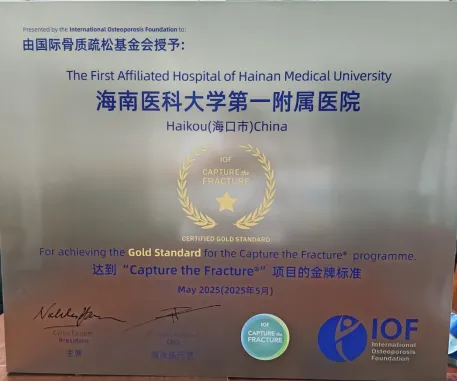 Presented by the International Osteoporosis Foundation to:
由国际骨质疏松基金会授予：
The First Affiliated Hospital of Hainan Medical University
海南医科大学第一附属医院
Haikou(海口市)China
IOF
CAPTURE the
FRACTURE
CERTIFIED GOLD STANDARD
For achieving the Gold Standard for the Capture the Fracture® programme.
达到“Capture the Fracture®”项目的金牌标准
May 2025(2025年5月)
President
CEO
主席
IOF
CAPTURE the
FRACTURE
IOF
International
Osteoporosis
Foundation